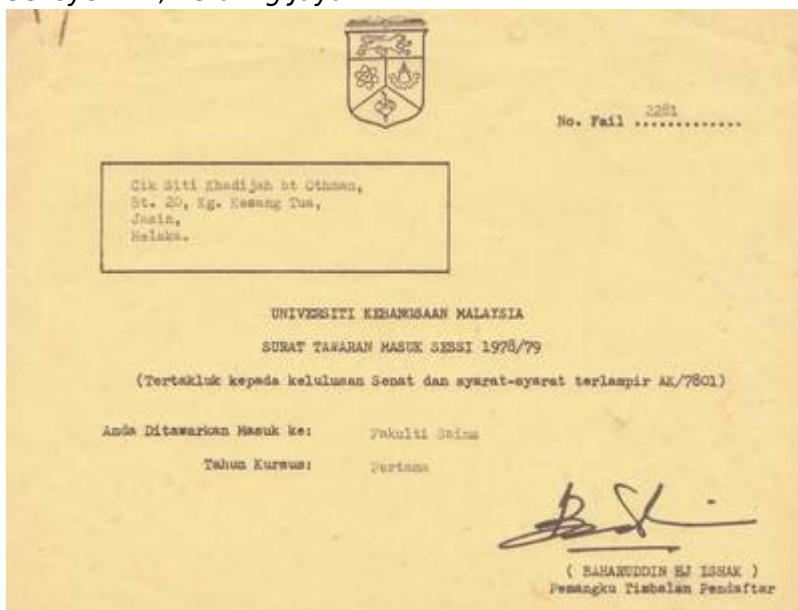 No. Fail 2281 .............
Cik Siti Khadijah bt Othman,
Bt. 20, Kg. Kesang Tua,
Jasin,
Melaka.
UNIVERSITI KEBANGSAAN MALAYSIA
SURAT TAWARAN MASUK SESSI 1978/79
(Tertakluk kepada kelulusan Senat dan syarat-syarat terlampir AK/7801)
Anda Ditawarkan Masuk ke: Fakulti Sains
Tahun Kursus: Pertama
( BAHARUDDIN HJ ISHAK )
Pemangku Timbalan Pendaftar